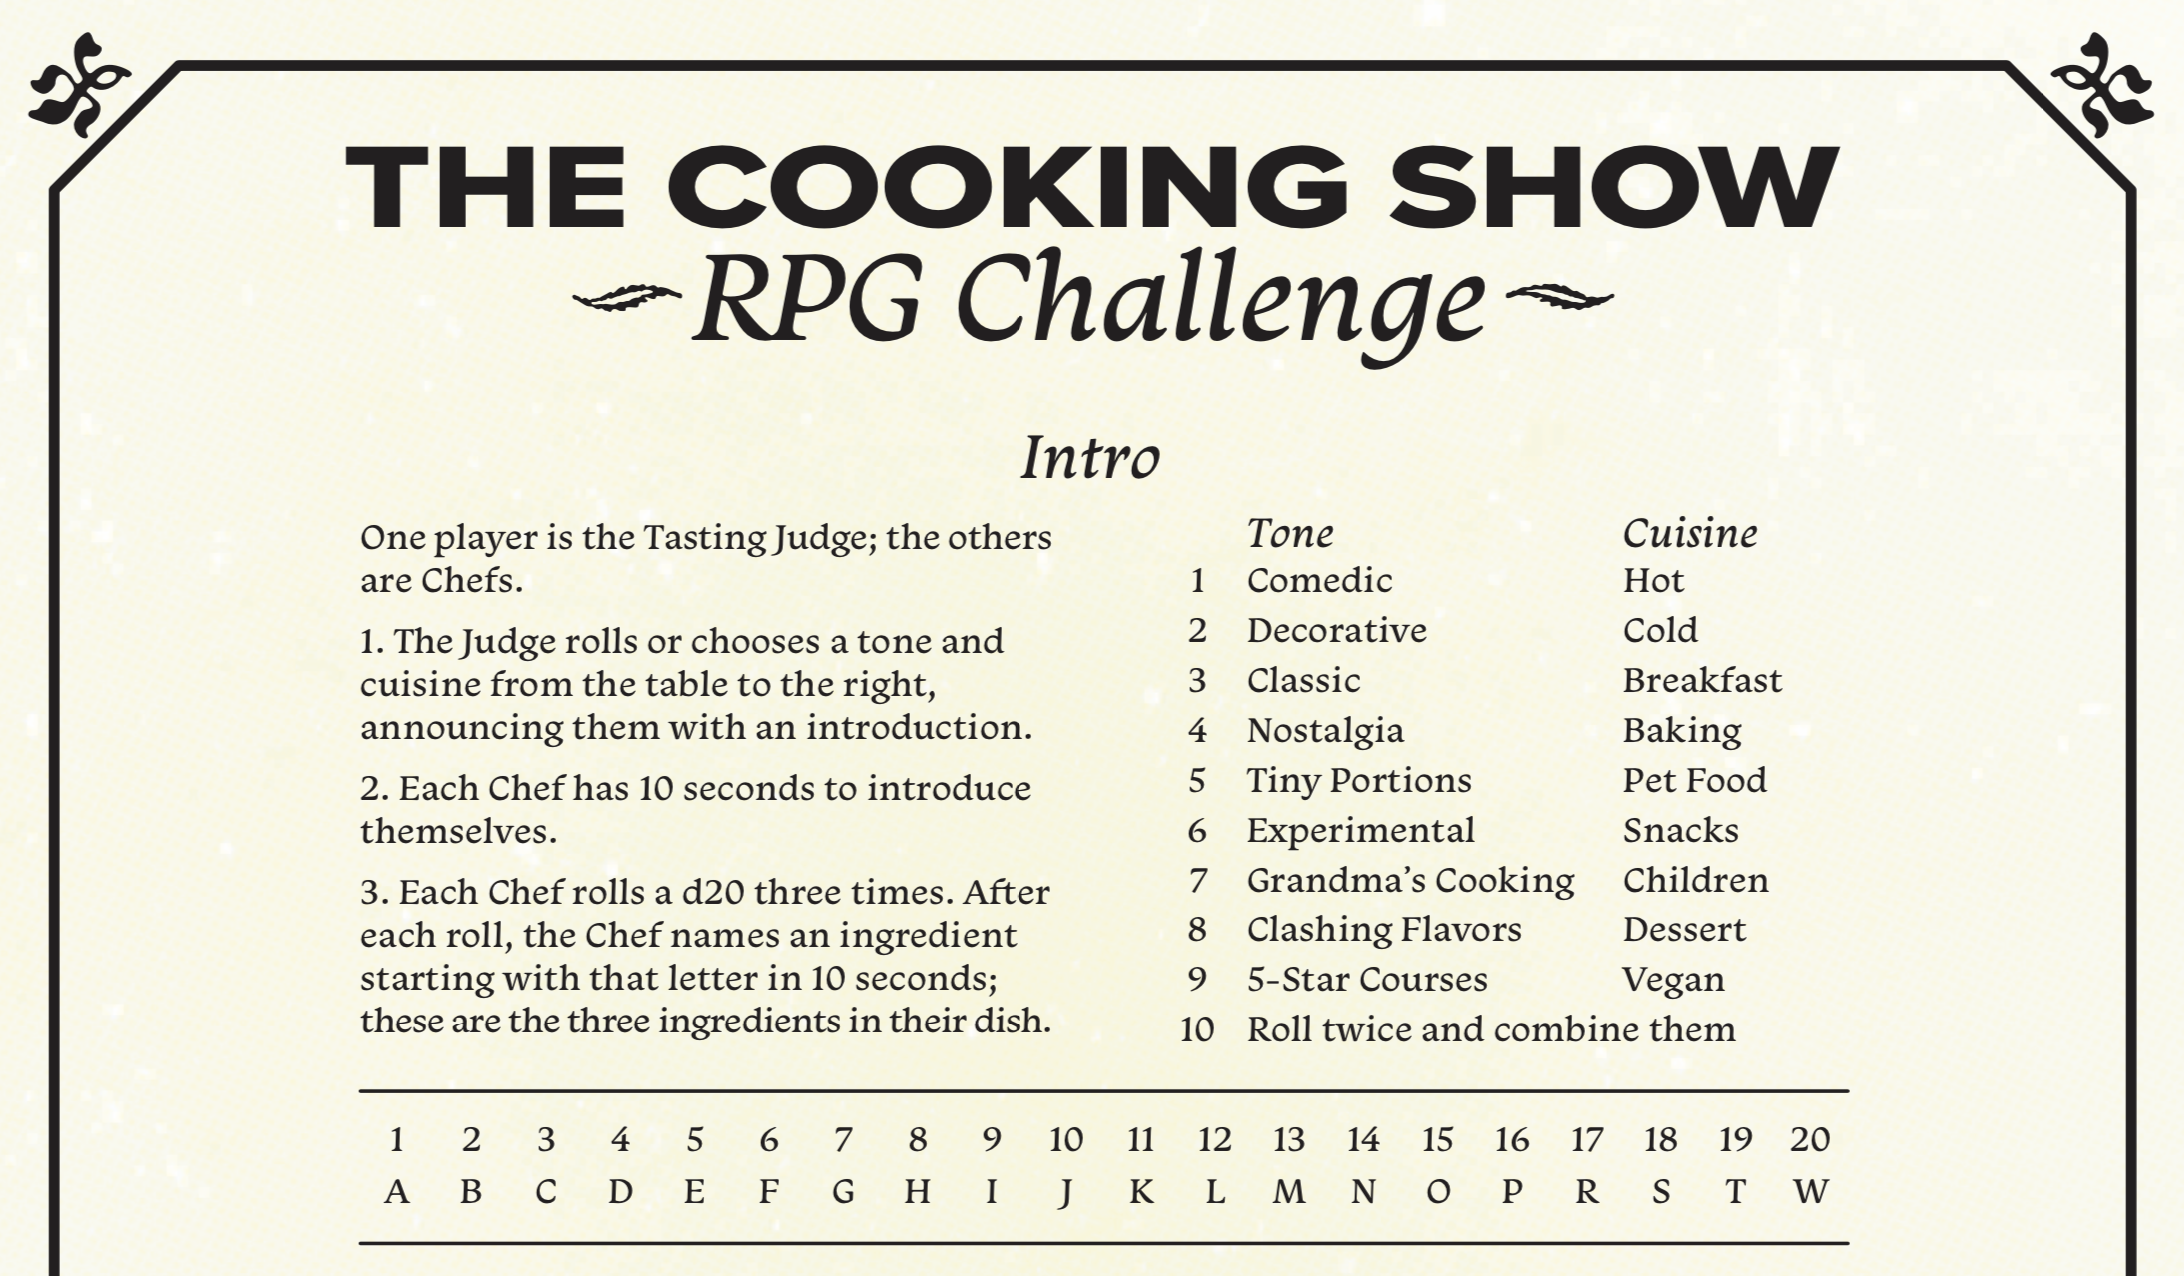 THE COOKING SHOW
RPG Challenge
Intro
One player is the Tasting Judge; the others
are Chefs.
1. The Judge rolls or chooses a tone and
cuisine from the table to the right,
announcing them with an introduction.
2. Each Chef has 10 seconds to introduce
themselves.
3. Each Chef rolls a d20 three times. After
each roll, the Chef names an ingredient
starting with that letter in 10 seconds;
these are the three ingredients in their dish.
Tone Cuisine
1 Comedic Hot
2 Decorative Cold
3 Classic Breakfast
4 Nostalgia Baking
5 Tiny Portions Pet Food
6 Experimental Snacks
7 Grandma’s Cooking Children
8 Clashing Flavors Dessert
9 5-Star Courses Vegan
10 Roll twice and combine them
1 2 3 4 5 6 7 8 9 10 11 12 13 14 15 16 17 18 19 20
A B C D E F G H I J K L M N O P R S T W